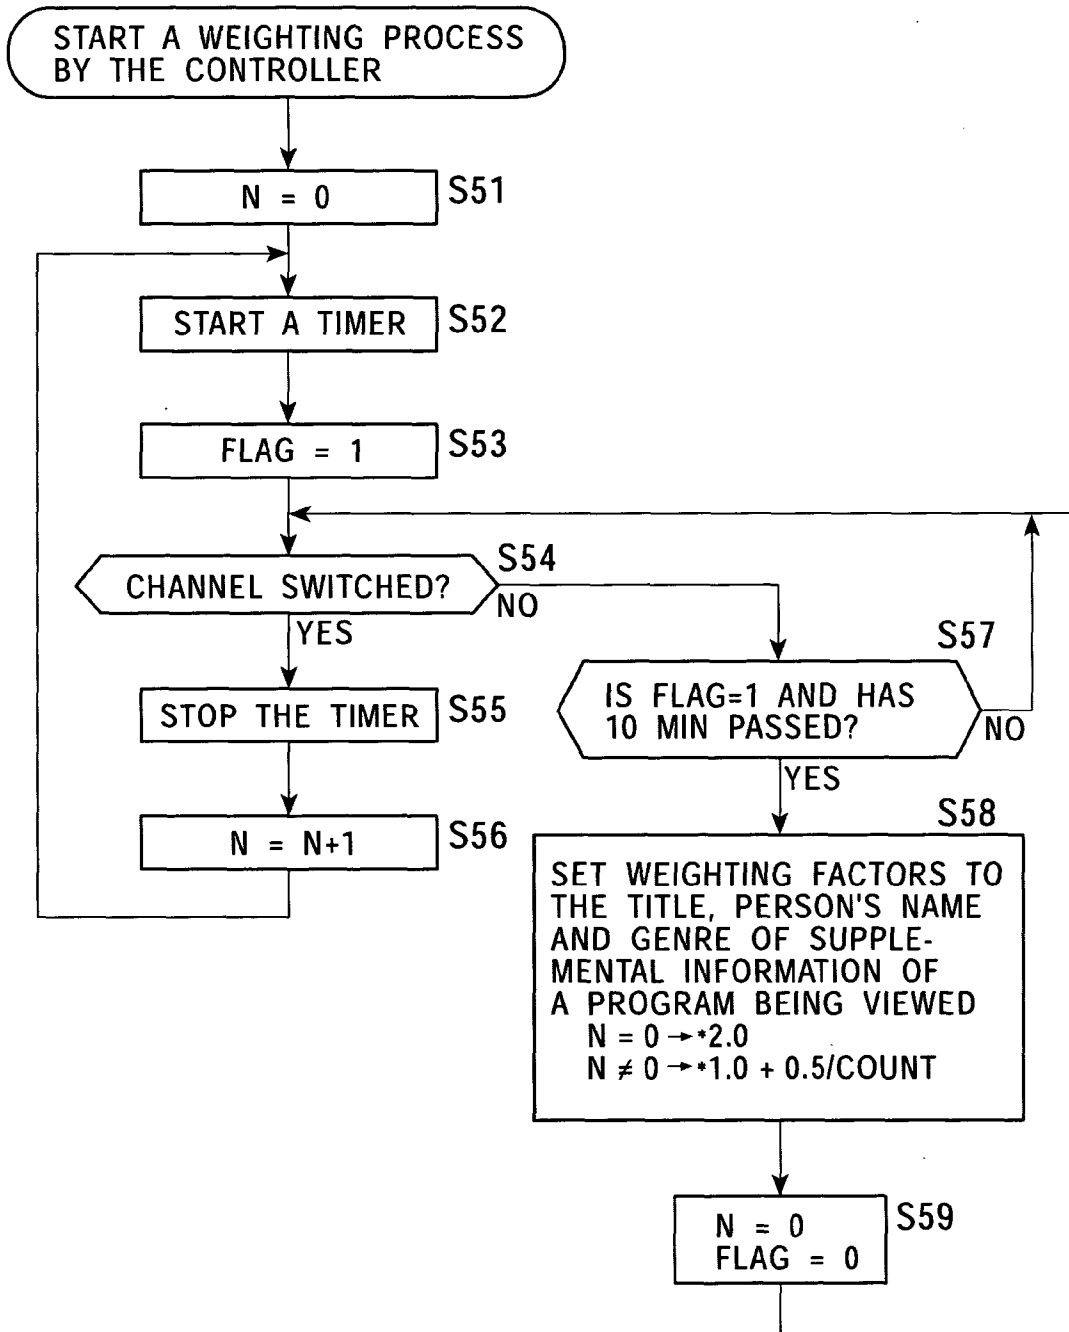 START A WEIGHTING PROCESS
BY THE CONTROLLER
N = 0
S51
START A TIMER
S52
FLAG = 1
S53
CHANNEL SWITCHED?
S54
NO
YES
STOP THE TIMER
S55
N = N+1
S56
S57
IS FLAG=1 AND HAS
10 MIN PASSED?
NO
YES
S58
SET WEIGHTING FACTORS TO
THE TITLE, PERSON'S NAME
AND GENRE OF SUPPLE-
MENTAL INFORMATION OF
A PROGRAM BEING VIEWED
N = 0 → *2.0
N ≠ 0 → *1.0 + 0.5/COUNT
N = 0
FLAG = 0
S59